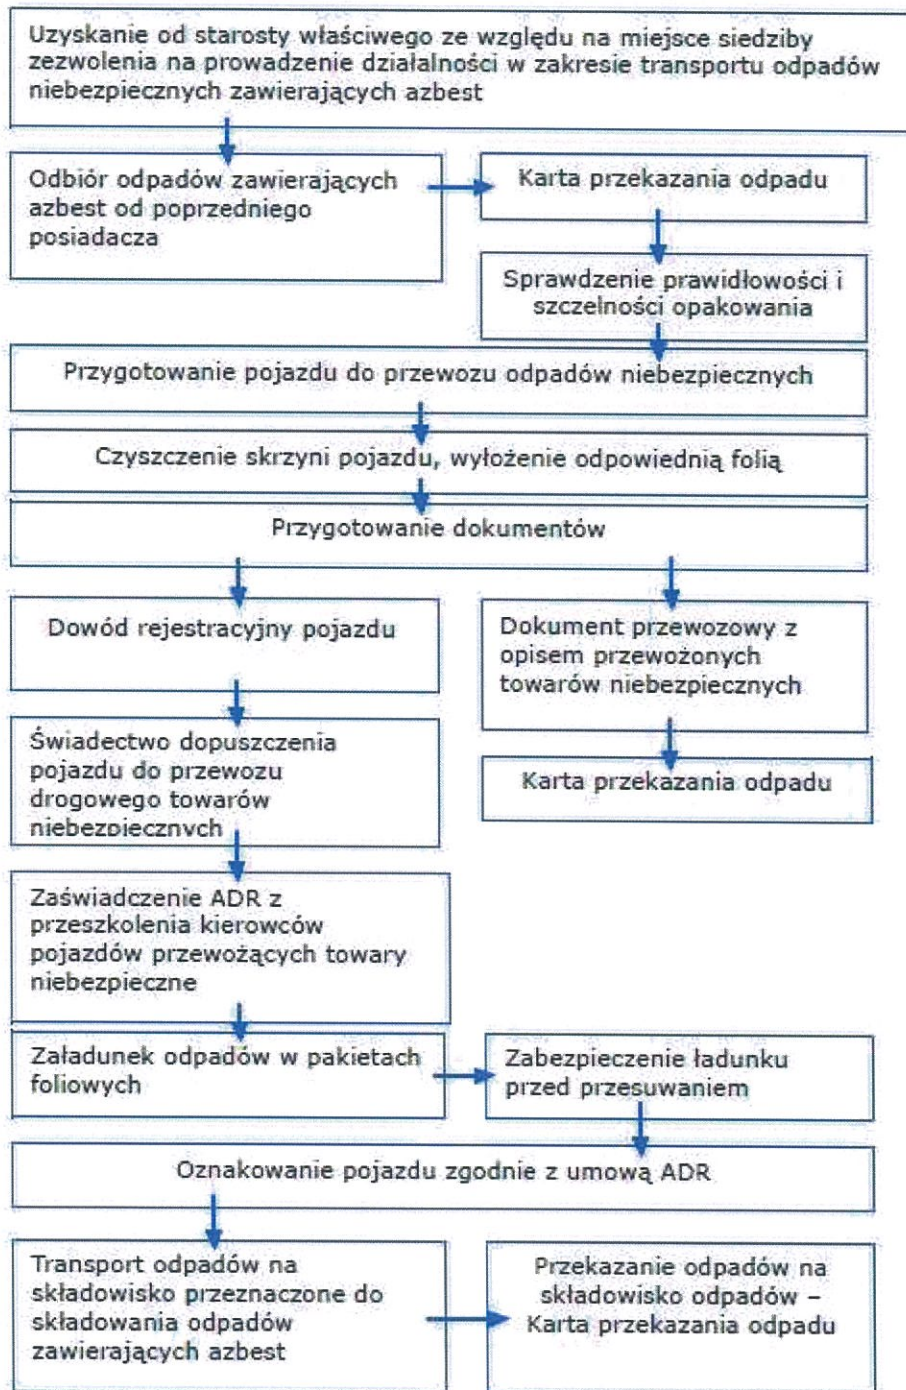 Uzyskanie od starosty właściwego ze względu na miejsce siedziby
zezwolenia na prowadzenie działalności w zakresie transportu odpadów
niebezpiecznych zawierających azbest
Odbiór odpadów zawierających
azbest od poprzedniego
posiadacza
Karta przekazania odpadu
Sprawdzenie prawidłowości i
szczelności opakowania
Przygotowanie pojazdu do przewozu odpadów niebezpiecznych
Czyszczenie skrzyni pojazdu, wyłożenie odpowiednią folią
Przygotowanie dokumentów
Dowód rejestracyjny pojazdu
Dokument przewozowy z
opisem przewożonych
towarów niebezpiecznych
Świadectwo dopuszczenia
pojazdu do przewozu
drogowego towarów
niebezpiecznych
Karta przekazania odpadu
Zaświadczenie ADR z
przeszkolenia kierowców
pojazdów przewożących towary
niebezpieczne
Załadunek odpadów w pakietach
foliowych
Zabezpieczenie ładunku
przed przesuwaniem
Oznakowanie pojazdu zgodnie z umową ADR
Transport odpadów na
składowisko przeznaczone do
składowania odpadów
zawierających azbest
Przekazanie odpadów na
składowisko odpadów –
Karta przekazania odpadu